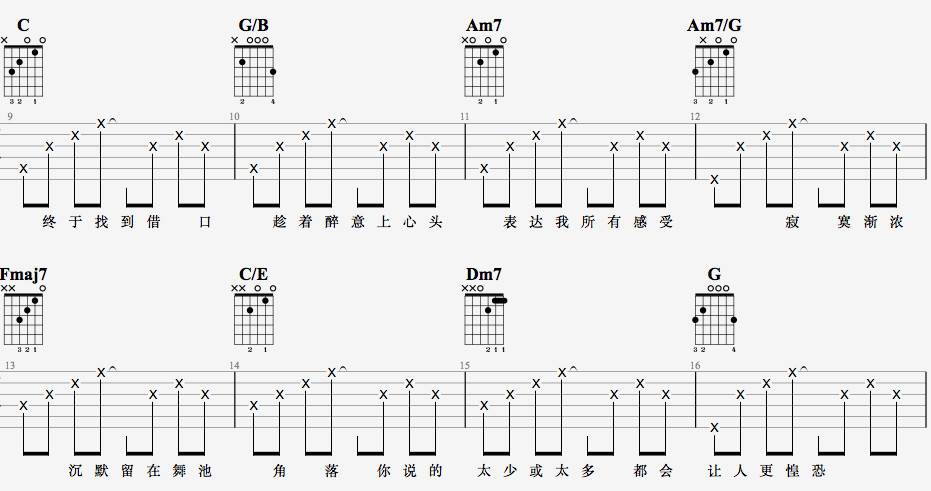 C G/B Am7 Am7/G
x o o x o o o x o o o x o o
3 2 1 2 4 2 1 3 2 1
9 10 11 12
终于找到借口 趁着醉意上心头 表达我所有感受 寂寞渐浓
Fmaj7 C/E Dm7 G
x x o x x o o x x o o o o
3 2 1 2 1 2 1 1 3 2 4
13 14 15 16
沉默留在舞池 角落 你说的 太少或太多 都会 让人更惶恐